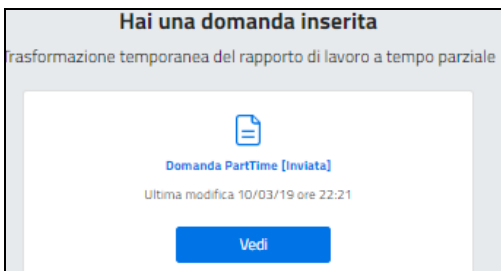 Hai una domanda inserita
Trasformazione temporanea del rapporto di lavoro a tempo parziale
Domanda PartTime [Inviata]
Ultima modifica 10/03/19 ore 22:21
Vedi